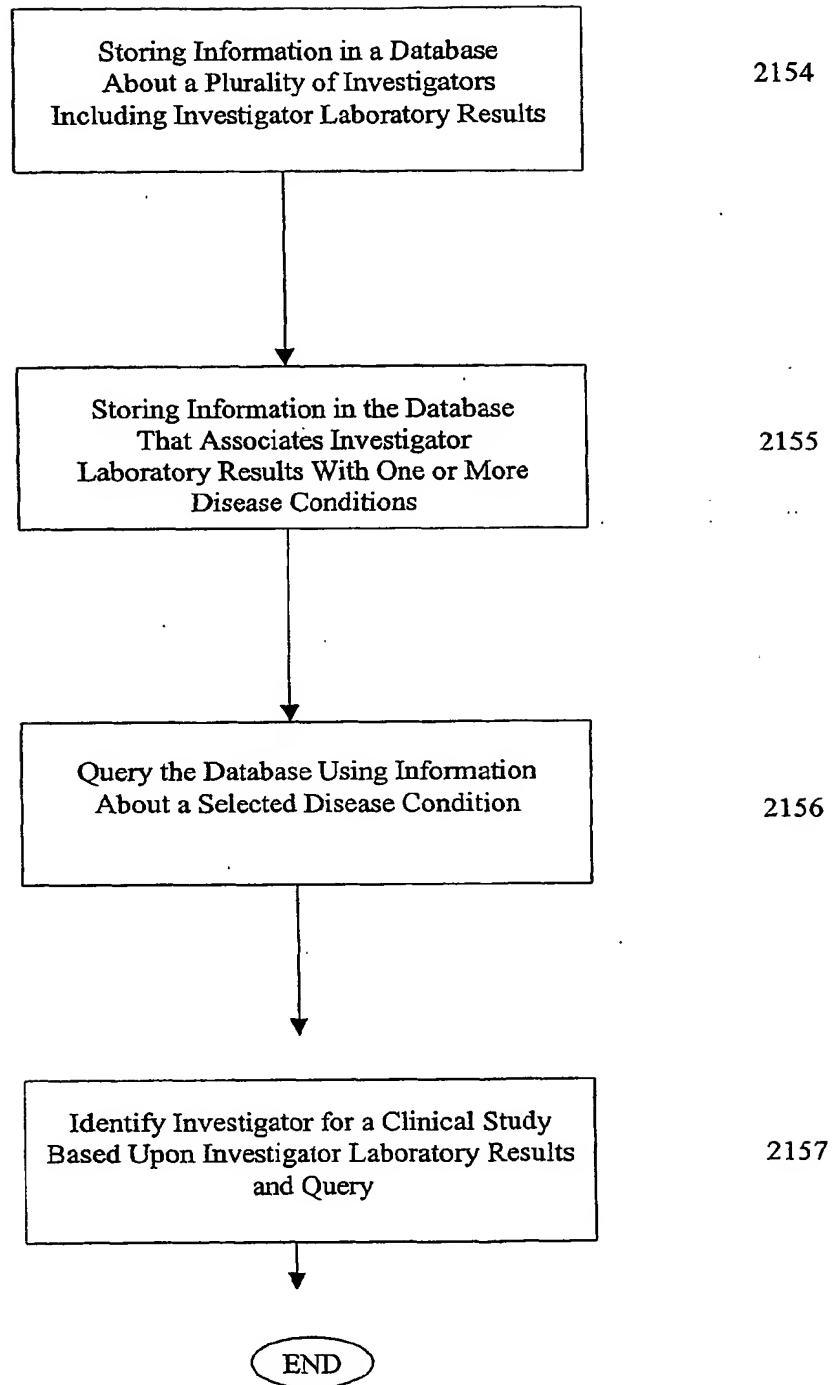 Storing Information in a Database
About a Plurality of Investigators
Including Investigator Laboratory Results
2154
Storing Information in the Database
That Associates Investigator
Laboratory Results With One or More
Disease Conditions
2155
Query the Database Using Information
About a Selected Disease Condition
2156
Identify Investigator for a Clinical Study
Based Upon Investigator Laboratory Results
and Query
2157
END